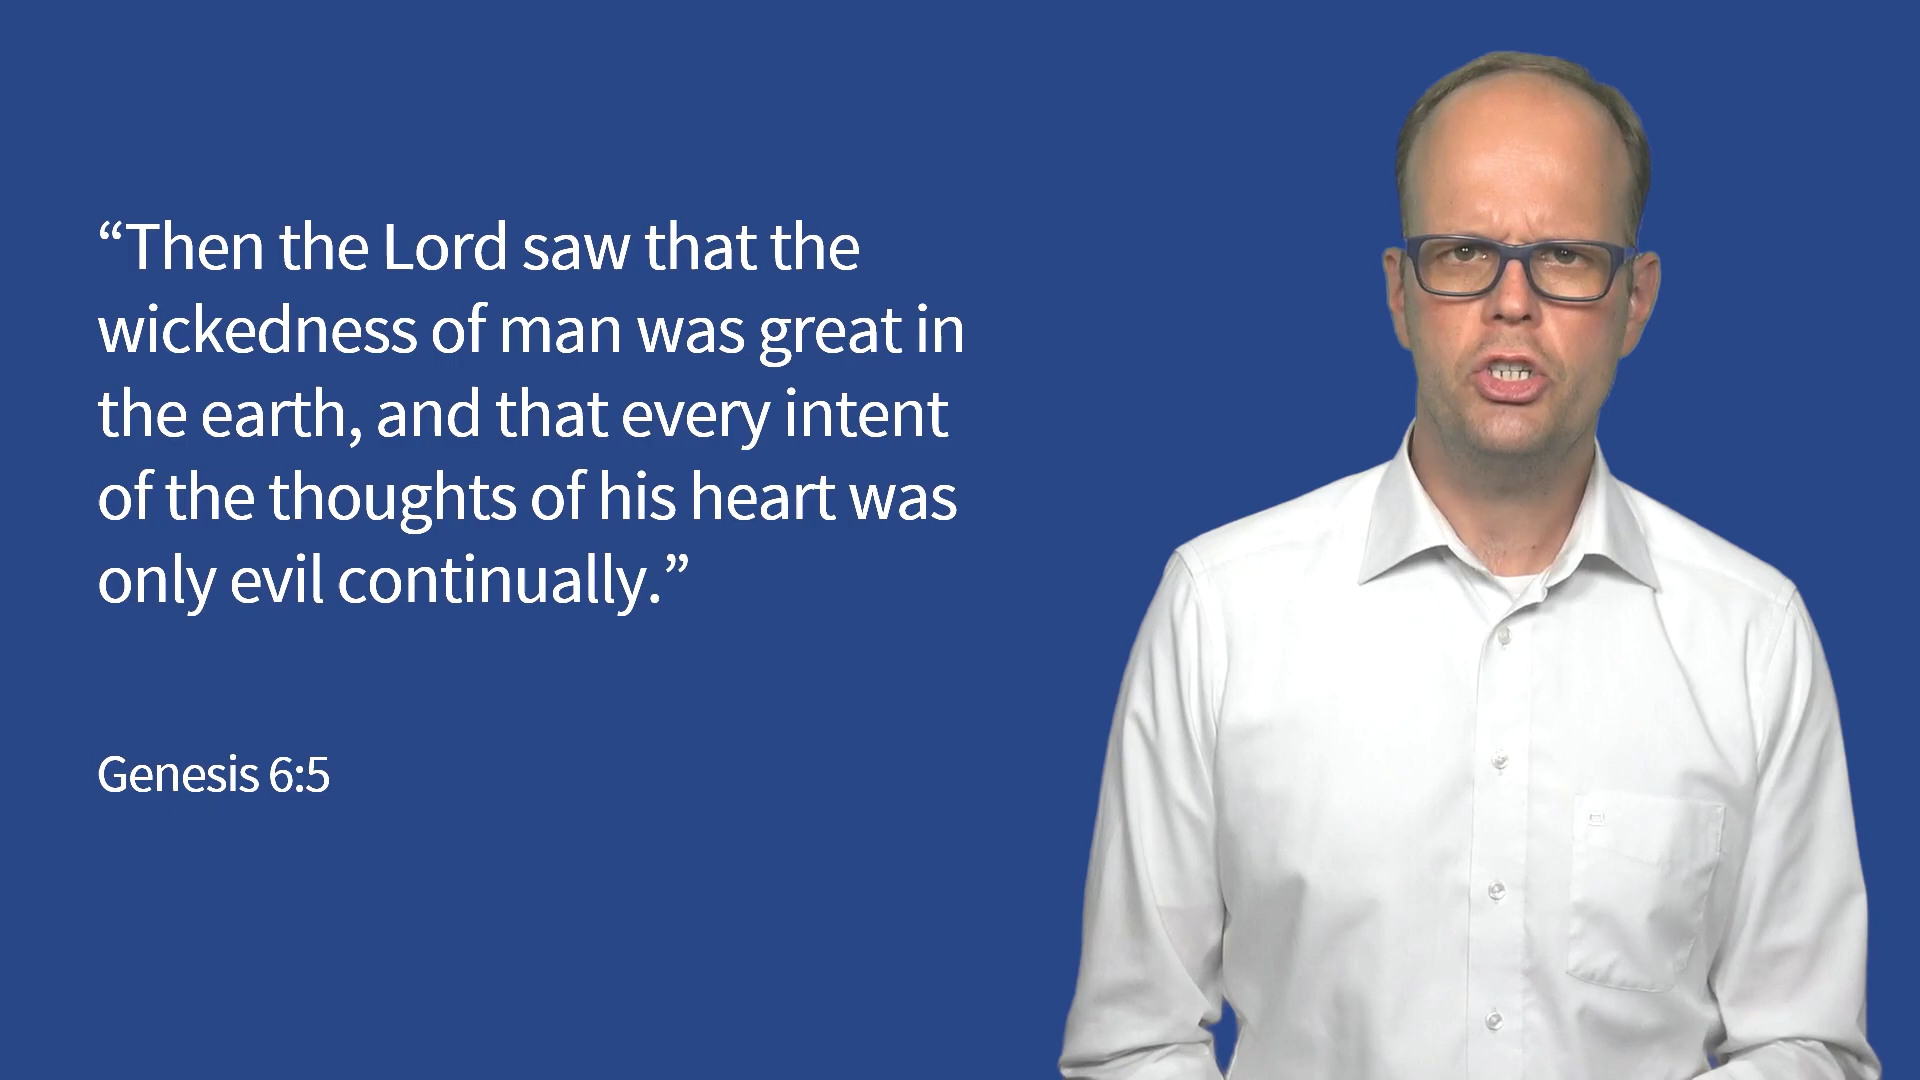 “Then the Lord saw that the
wickedness of man was great in
the earth, and that every intent
of the thoughts of his heart was
only evil continually.”
Genesis 6:5